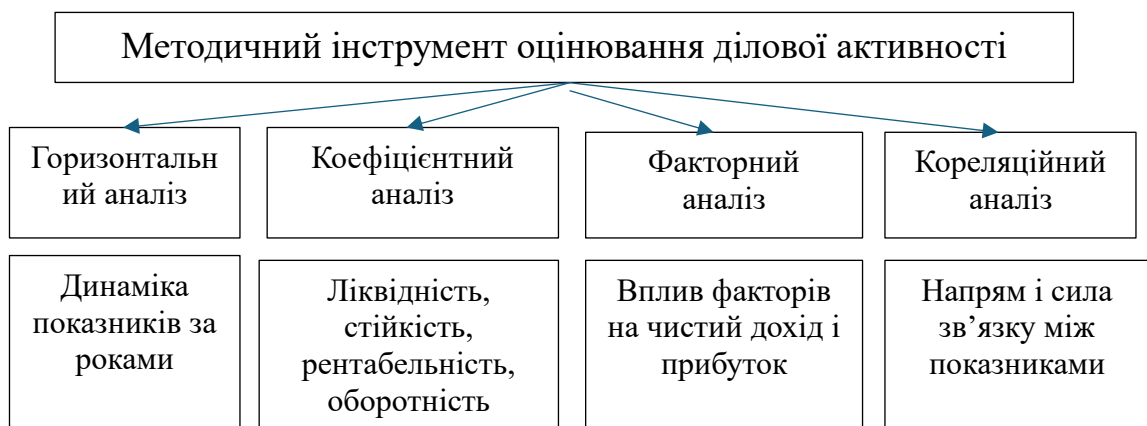 Методичний інструмент оцінювання ділової активності
Горизонтальн
ий аналіз
Коефіцієнтний
аналіз
Факторний
аналіз
Кореляційний
аналіз
Динаміка
показників за
роками
Ліквідність,
стійкість,
рентабельність,
оборотність
Вплив факторів
на чистий дохід і
прибуток
Напрям і сила
зв’язку між
показниками